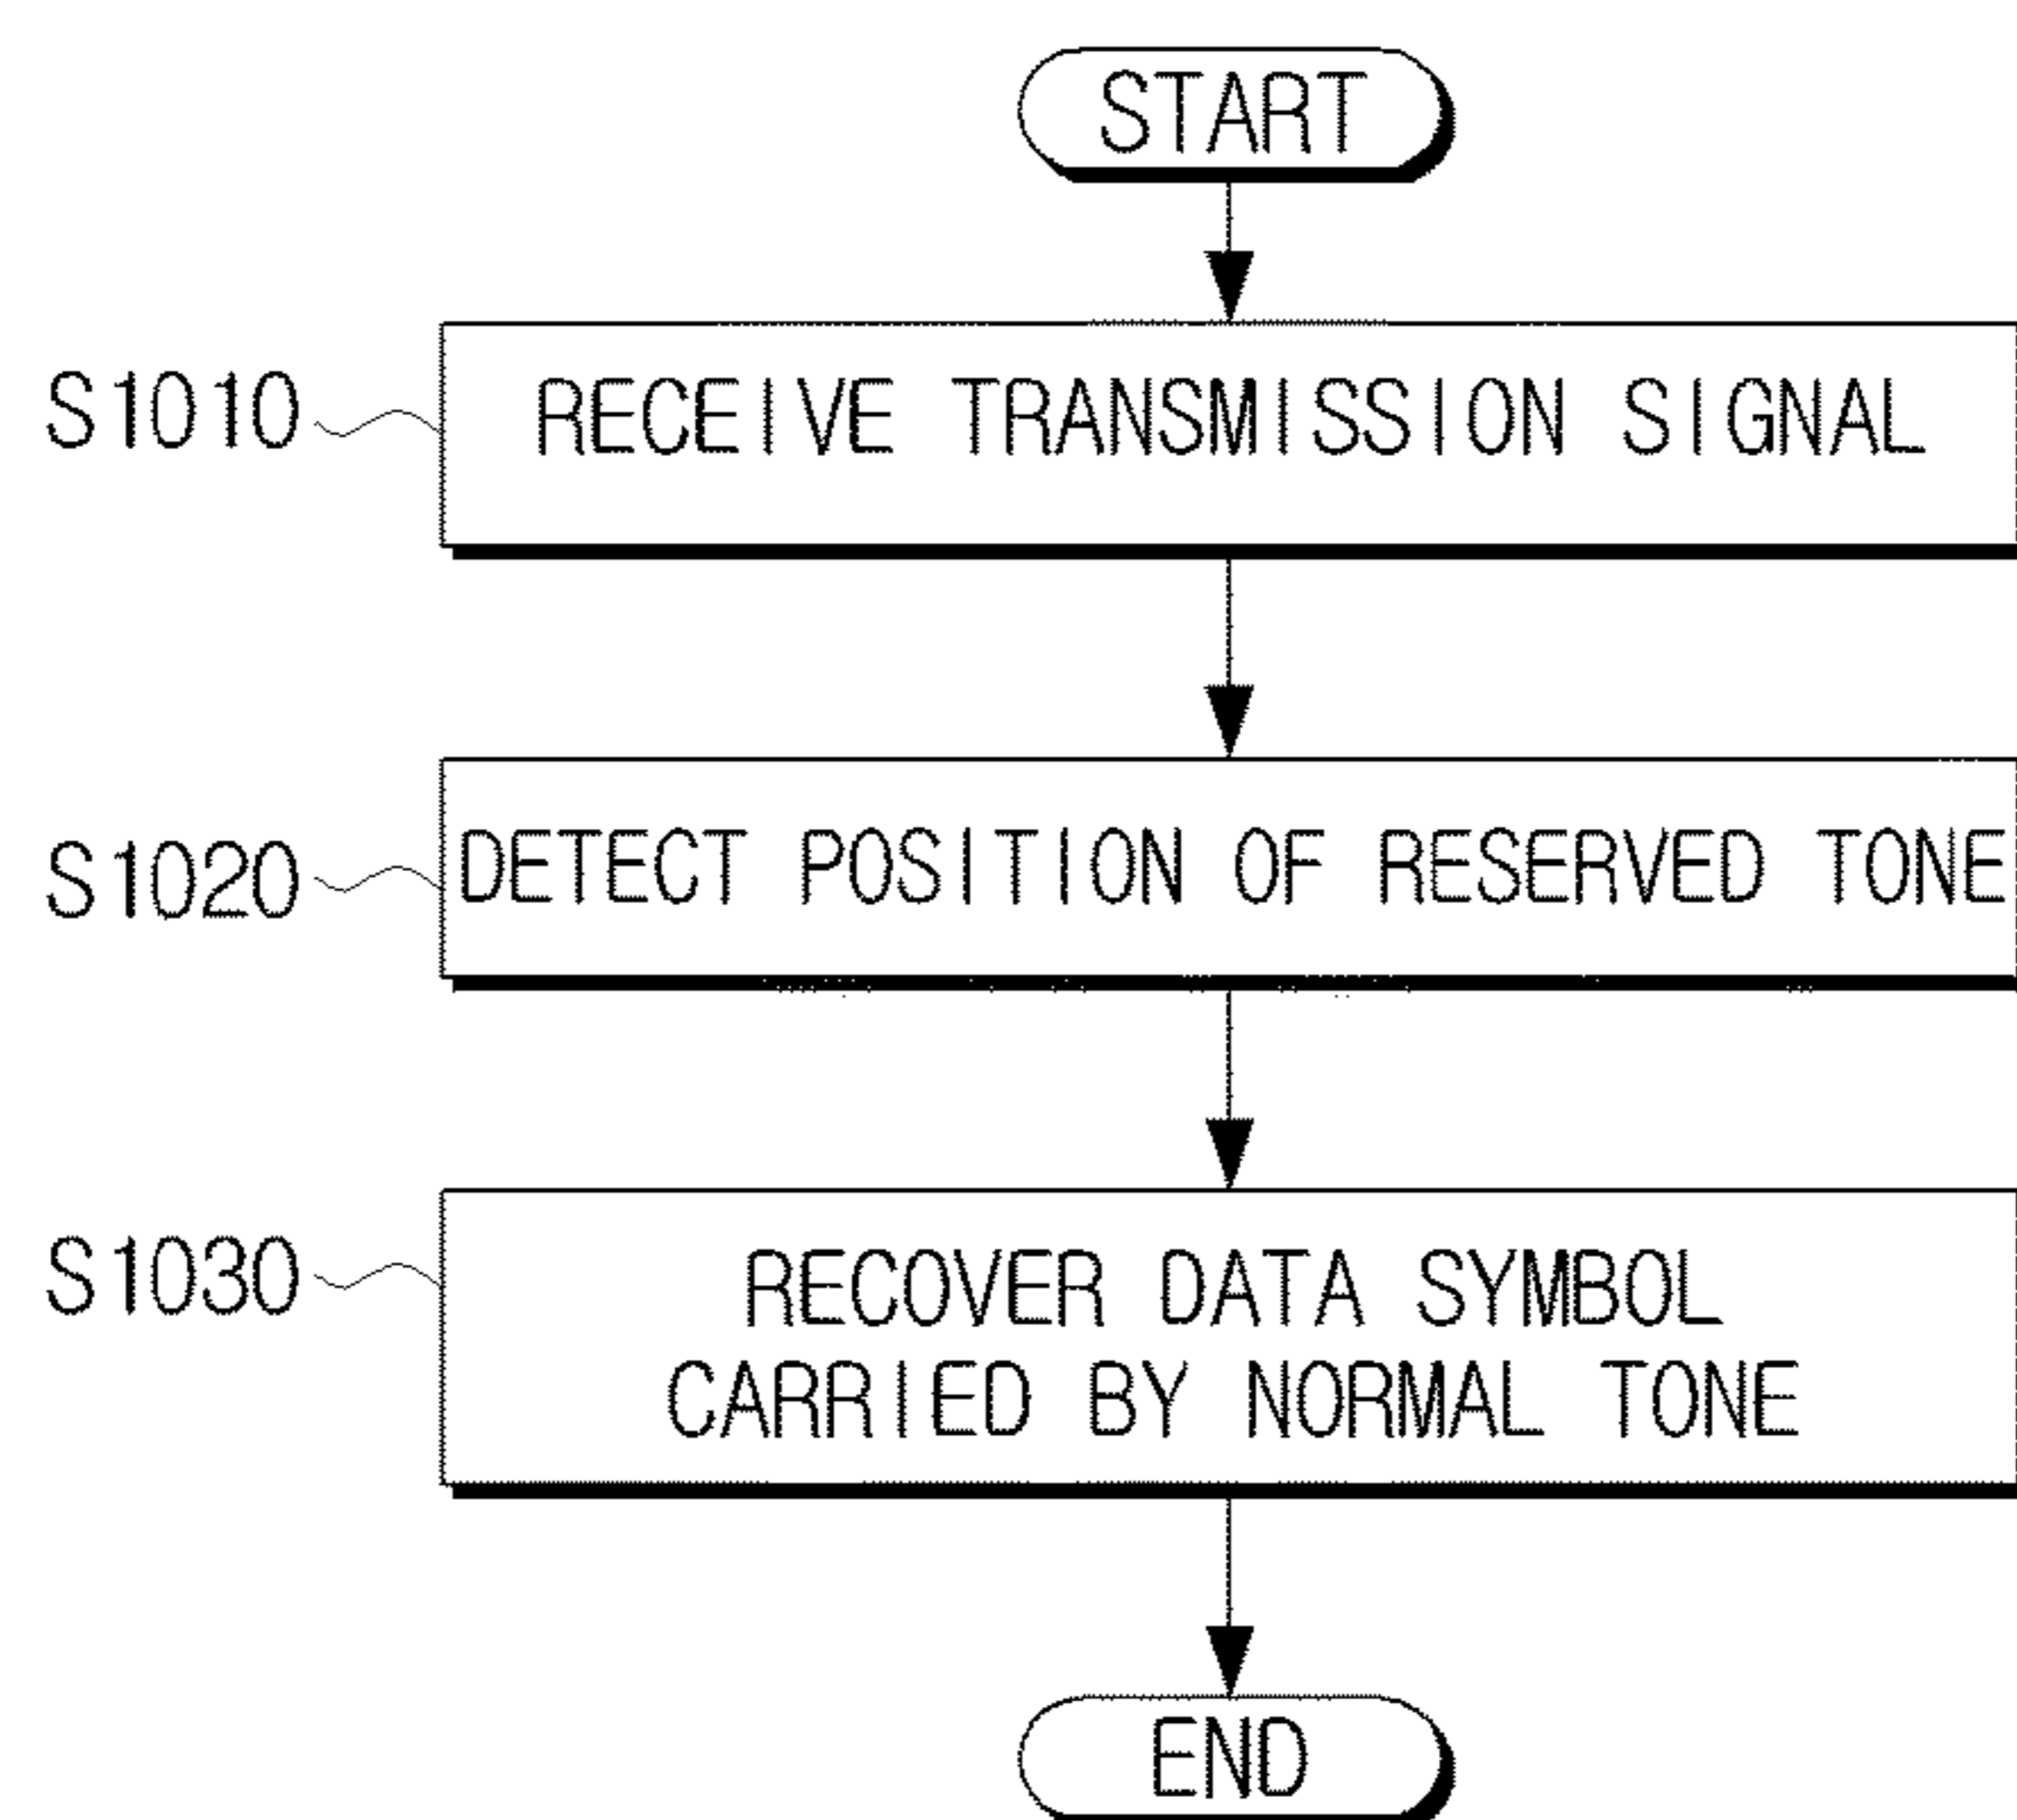 START
S1010
RECEIVE TRANSMISSION SIGNAL
S1020
DETECT POSITION OF RESERVED TONE
S1030
RECOVER DATA SYMBOL
CARRIED BY NORMAL TONE
END